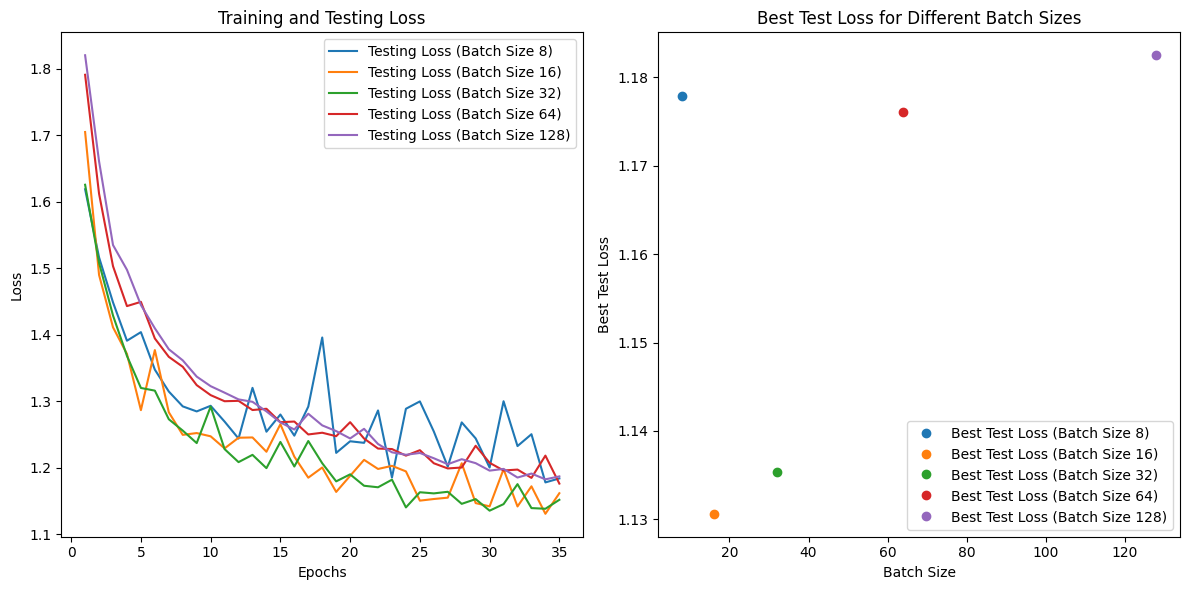 Training and Testing Loss
Loss
1.8
1.7
1.6
1.5
1.4
1.3
1.2
1.1
0
5
10
15
20
25
30
35
Epochs
Testing Loss (Batch Size 8)
Testing Loss (Batch Size 16)
Testing Loss (Batch Size 32)
Testing Loss (Batch Size 64)
Testing Loss (Batch Size 128)
Best Test Loss for Different Batch Sizes
Best Test Loss
1.18
1.17
1.16
1.15
1.14
1.13
20
40
60
80
100
120
Batch Size
Best Test Loss (Batch Size 8)
Best Test Loss (Batch Size 16)
Best Test Loss (Batch Size 32)
Best Test Loss (Batch Size 64)
Best Test Loss (Batch Size 128)